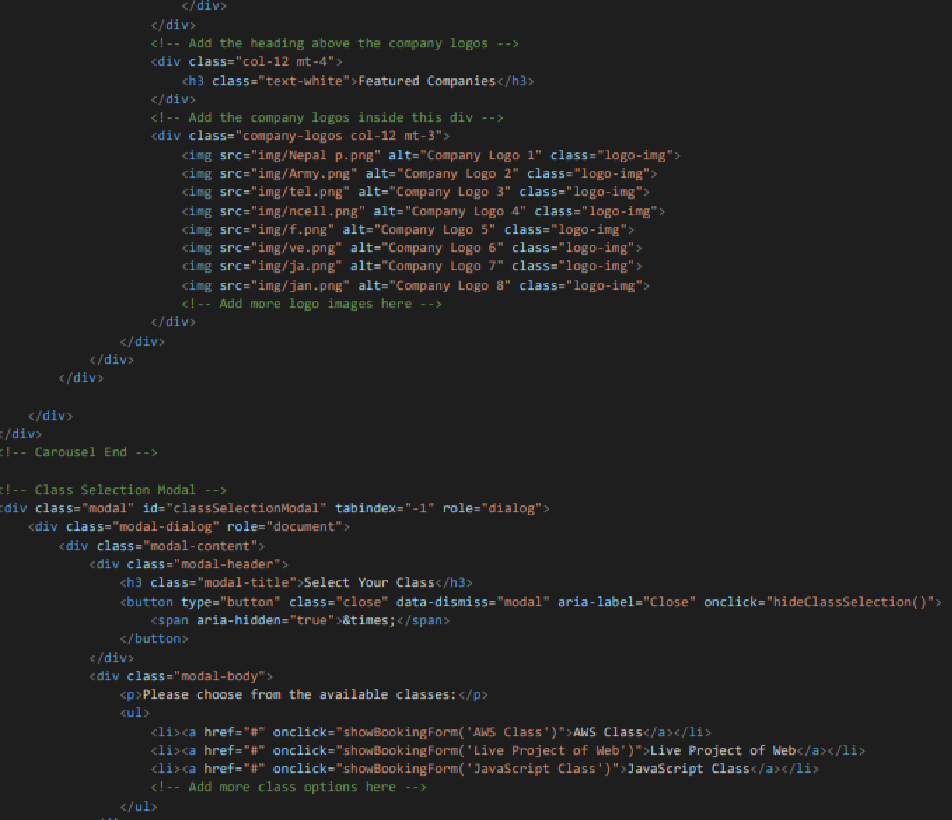 </div>
</div>
<!-- Add the heading above the company logos -->
<div class="col-12 mt-4">
<h3 class="text-white">Featured Companies</h3>
</div>
<!-- Add the company logos inside this div -->
<div class="company-logos col-12 mt-3">
<img src="img/Nepal p.png" alt="Company Logo 1" class="logo-img">
<img src="img/Army.png" alt="Company Logo 2" class="logo-img">
<img src="img/tel.png" alt="Company Logo 3" class="logo-img">
<img src="img/ncell.png" alt="Company Logo 4" class="logo-img">
<img src="img/f.png" alt="Company Logo 5" class="logo-img">
<img src="img/ve.png" alt="Company Logo 6" class="logo-img">
<img src="img/ja.png" alt="Company Logo 7" class="logo-img">
<img src="img/jan.png" alt="Company Logo 8" class="logo-img">
<!-- Add more logo images here -->
</div>
</div>
</div>
</div>
</div>
</div>
<!-- Carousel End -->
<!-- Class Selection Modal -->
<div class="modal" id="classSelectionModal" tabindex="-1" role="dialog">
<div class="modal-dialog" role="document">
<div class="modal-content">
<div class="modal-header">
<h3 class="modal-title">Select Your Class</h3>
<button type="button" class="close" data-dismiss="modal" aria-label="Close" onclick="hideClassSelection()">
<span aria-hidden="true">&times;</span>
</button>
</div>
<div class="modal-body">
<p>Please choose from the available classes:</p>
<ul>
<li><a href="#" onclick="showBookingForm('AWS Class')">AWS Class</a></li>
<li><a href="#" onclick="showBookingForm('Live Project of Web')">Live Project of Web</a></li>
<li><a href="#" onclick="showBookingForm('JavaScript Class')">JavaScript Class</a></li>
<!-- Add more class options here -->
</ul>